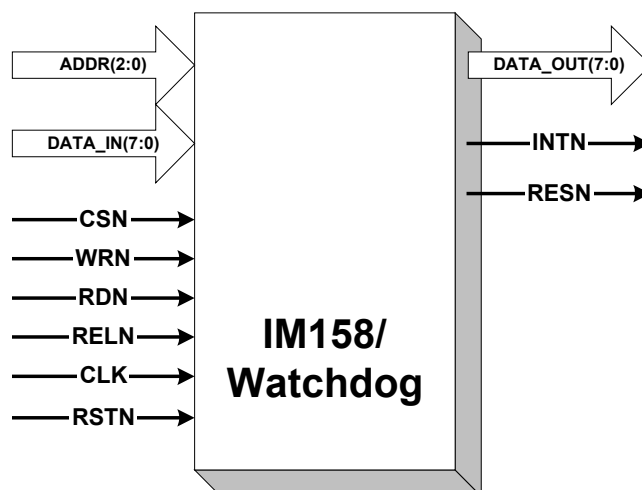 ADDR(2:0)
DATA_OUT(7:0)
DATA_IN(7:0)
INTN
RESN
CSN
WRN
RDN
RELN
CLK
RSTN
IM158/
Watchdog